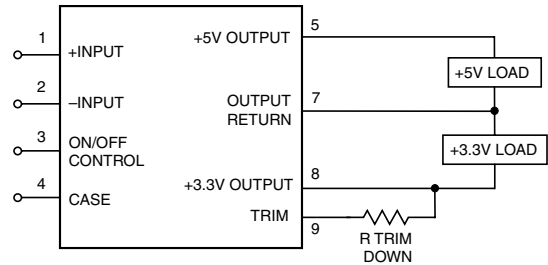 1
+INPUT
2
–INPUT
3
ON/OFF
CONTROL
4
CASE
+5V OUTPUT
5
OUTPUT
RETURN
7
+3.3V OUTPUT
8
TRIM
9
+5V LOAD
+3.3V LOAD
R TRIM
DOWN